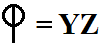 ⌽ = YZ